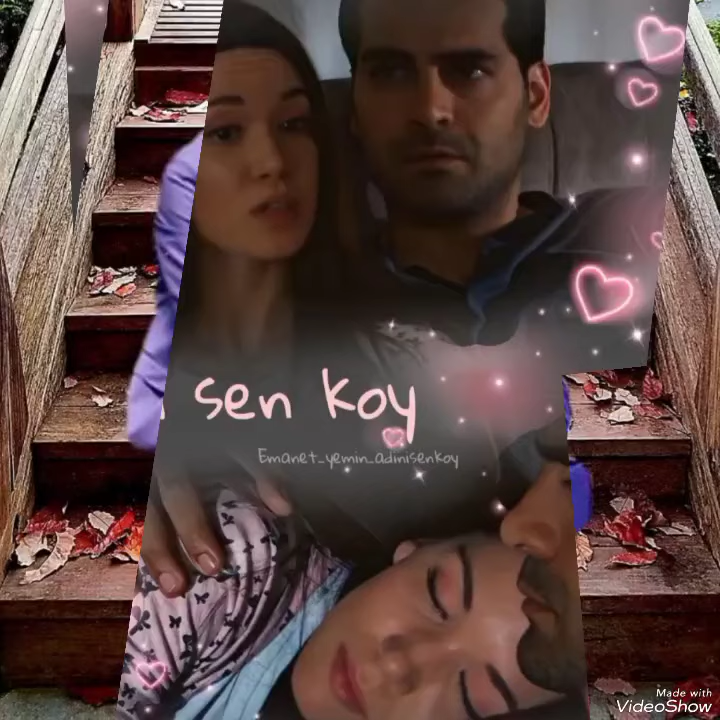 sen koy
Emanet_yemin_adinisenkoy
Made with
VideoShow